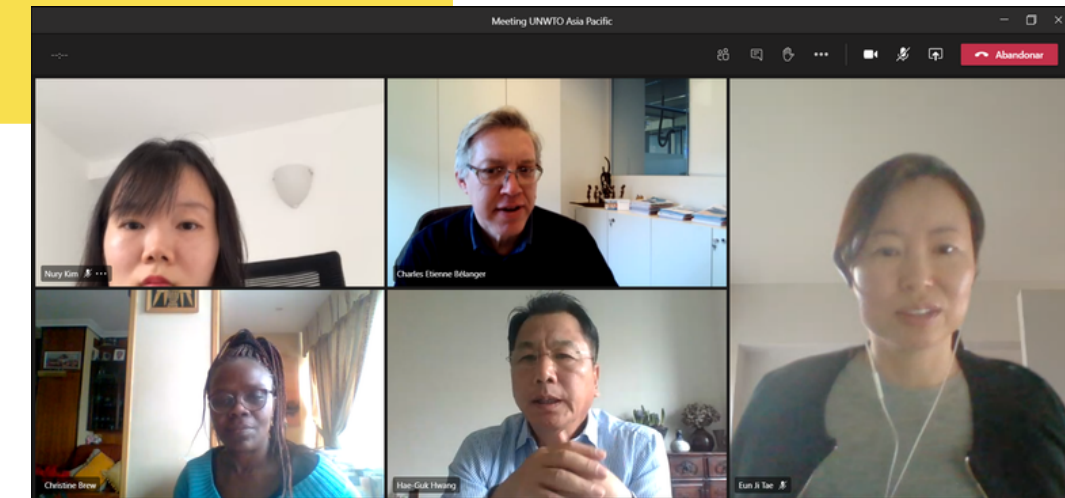 Meeting UNWTO Asia Pacific
--:--
Abandonar
Nury Kim
Charles Etienne Bélanger
Christine Brew
Hae-Guk Hwang
Eun Ji Tae